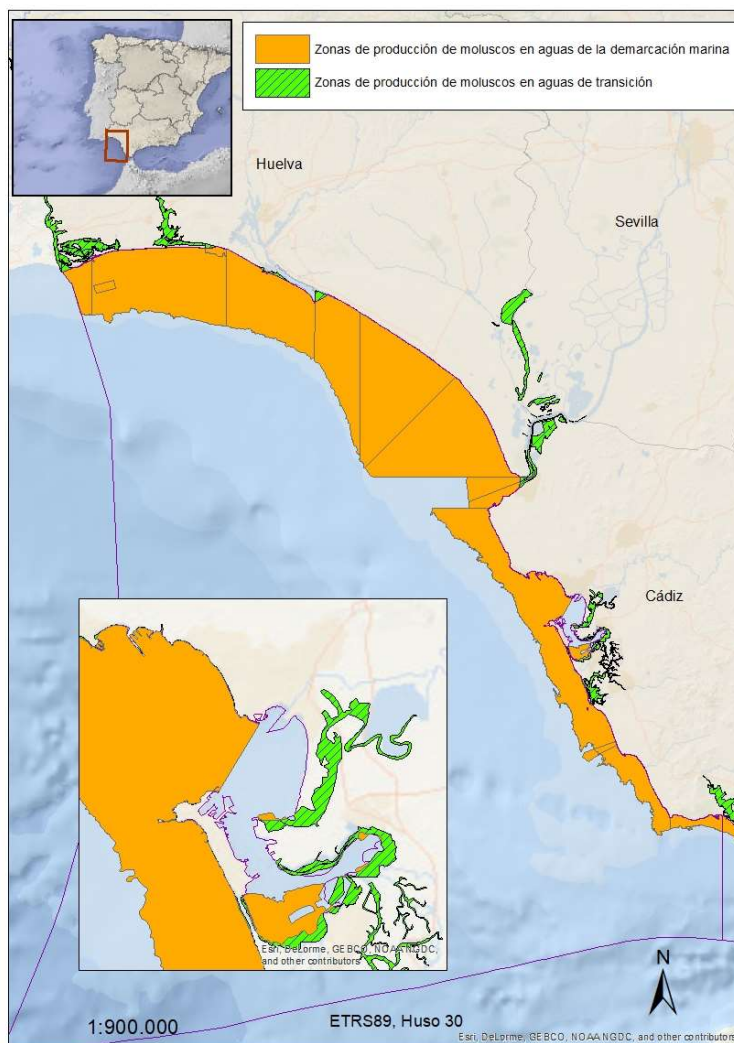 Zonas de producción de moluscos en aguas de la demarcación marina
Zonas de producción de moluscos en aguas de transición
Huelva
Sevilla
Cádiz
Esri, DeLorme, GEBCO, NOAA NGDC,
and other contributors
N
1:900.000
ETRS89, Huso 30
Esri, DeLorme, GEBCO, NOAA NGDC, and other contributors